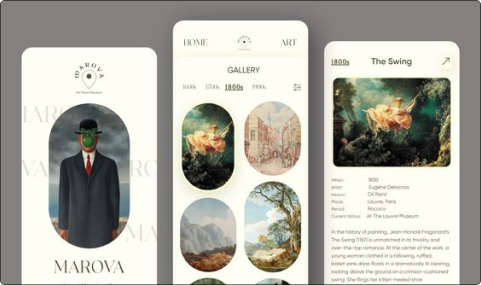 MAROVA
Art Planet Museum
MAROVA
HOME
MAROVA
ART
GALLERY
1600s 1700s 1800s 1900s
1800s
The Swing
When: 1800
Artist: Eugène Delacroix
Medium: Oil Paint
Place: Louvre, Paris
Period: Rococo
Current Status: At The Louvre Museum
In the history of painting, Jean-Honoré Fragonard's
The Swing (1767) is unmatched in its frivolity and
over-the-top romance. At the center of the work, a
young woman clothed in a billowing, ruffled,
ballet-pink dress floats in a dramatically lit clearing,
rocking above the ground on a crimson-cushioned
swing. She flings her kitten-heeled shoe